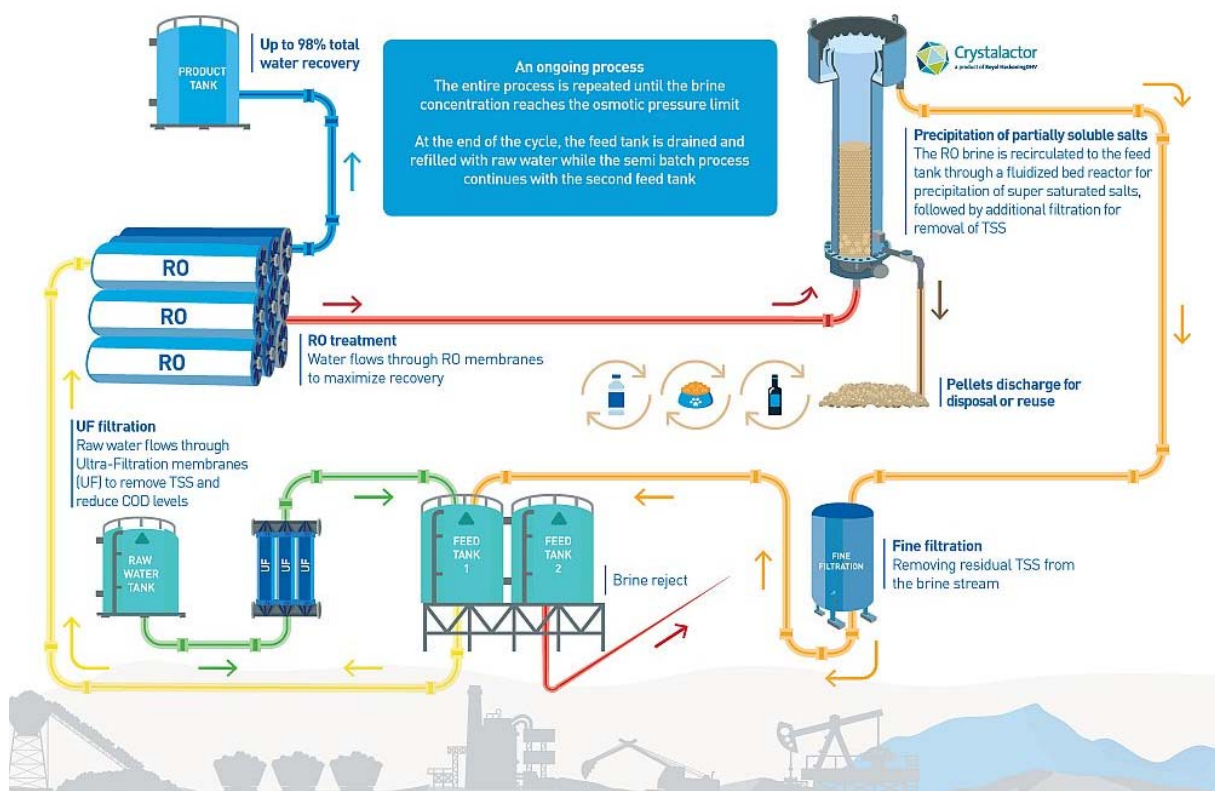 PRODUCT
TANK
Up to 98% total
water recovery
An ongoing process
The entire process is repeated until the brine
concentration reaches the osmotic pressure limit
At the end of the cycle, the feed tank is drained and
refilled with raw water while the semi batch process
continues with the second feed tank
Crystalactor
a product of Royal HaskoningDHV
Precipitation of partially soluble salts
The RO brine is recirculated to the feed
tank through a fluidized bed reactor for
precipitation of super saturated salts,
followed by additional filtration for
removal of TSS
RO
RO
RO
RO treatment
Water flows through RO membranes
to maximize recovery
Pellets discharge for
disposal or reuse
UF filtration
Raw water flows through
Ultra-Filtration membranes
(UF) to remove TSS and
reduce COD levels
RAW
WATER
TANK
UF
UF
UF
FEED
TANK
1
FEED
TANK
2
Brine reject
FINE
FILTRATION
Fine filtration
Removing residual TSS from
the brine stream